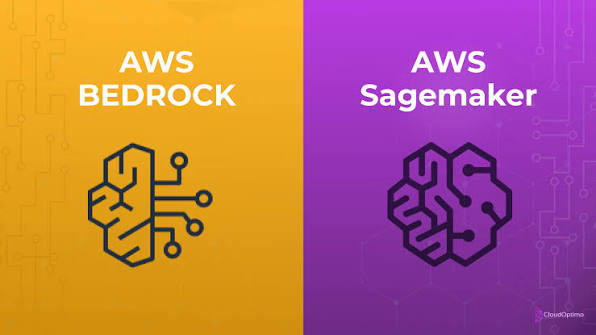 AWS
BEDROCK
AWS
Sagemaker
CloudOptimo